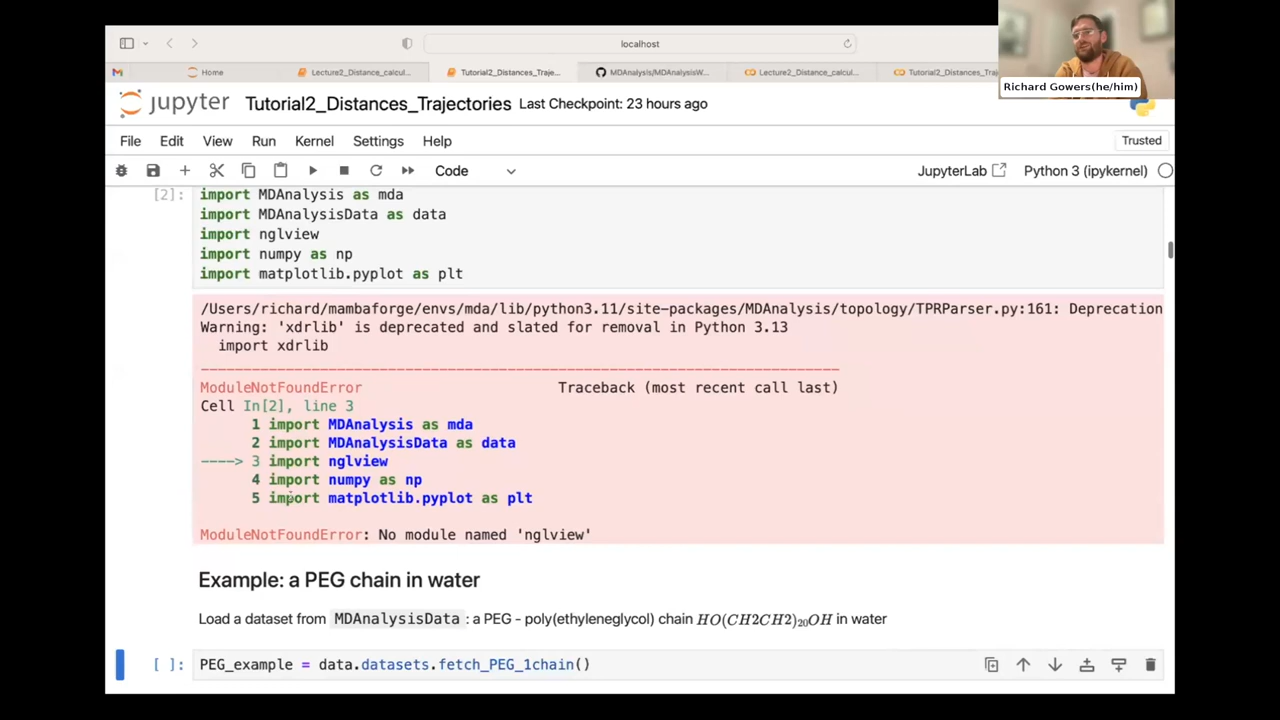 localhost
Home
Lecture2_Distance_calcul...
Tutorial2_Distances_Traje...
MDAnalysis/MDAnalysisW...
Lecture2_Distance_calcul...
Tutorial2_Distances_Tra
Richard Gowers(he/him)
jupyter Tutorial2_Distances_Trajectories Last Checkpoint: 23 hours ago
File Edit View Run Kernel Settings Help Trusted
Code JupyterLab Python 3 (ipykernel)
[2]: import MDAnalysis as mda
import MDAnalysisData as data
import nglview
import numpy as np
import matplotlib.pyplot as plt
/Users/richard/mambaforge/envs/mda/lib/python3.11/site-packages/MDAnalysis/topology/TPRParser.py:161: Deprecation
Warning: 'xdrlib' is deprecated and slated for removal in Python 3.13
import xdrlib
ModuleNotFoundError Traceback (most recent call last)
Cell In[2], line 3
1 import MDAnalysis as mda
2 import MDAnalysisData as data
----> 3 import nglview
4 import numpy as np
5 import matplotlib.pyplot as plt
ModuleNotFoundError: No module named 'nglview'
Example: a PEG chain in water
Load a dataset from MDAnalysisData : a PEG - poly(ethyleneglycol) chain HO(CH2CH2)20OH in water
[ ]: PEG_example = data.datasets.fetch_PEG_1chain()